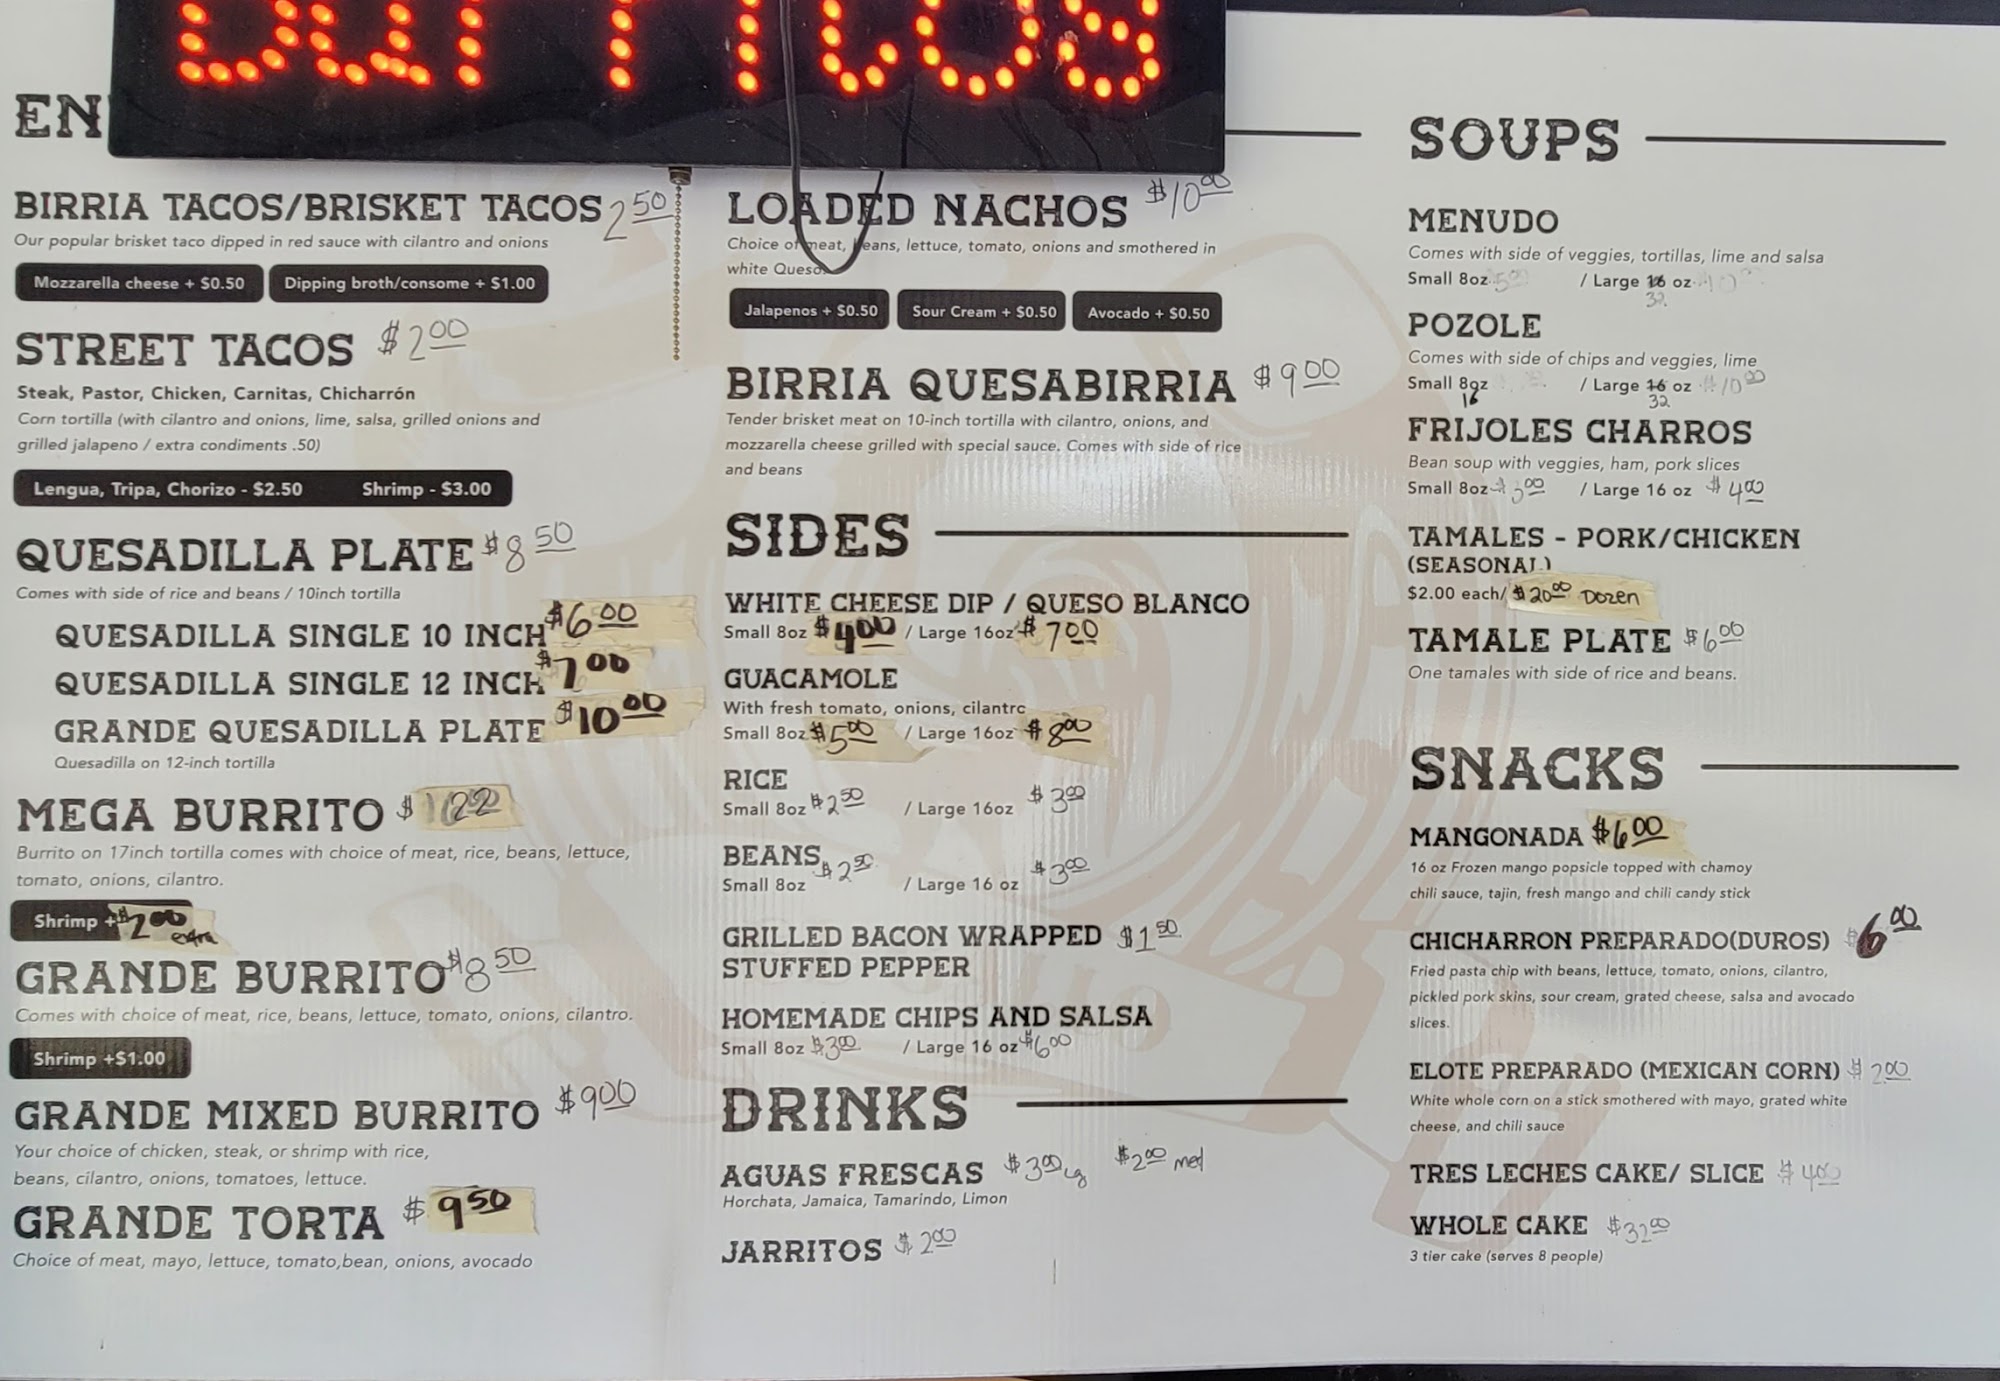 burritos
EN
BIRRIA TACOS/BRISKET TACOS 2.50
Our popular brisket taco dipped in red sauce with cilantro and onions
Mozzarella cheese + $0.50 Dipping broth/consome + $1.00
STREET TACOS $2.00
Steak, Pastor, Chicken, Carnitas, Chicharrón
Corn tortilla (with cilantro and onions, lime, salsa, grilled onions and
grilled jalapeno / extra condiments .50)
Lengua, Tripa, Chorizo - $2.50 Shrimp - $3.00
QUESADILLA PLATE $8.50
Comes with side of rice and beans / 10inch tortilla
QUESADILLA SINGLE 10 INCH $6.00
QUESADILLA SINGLE 12 INCH $7.00
GRANDE QUESADILLA PLATE $10.00
Quesadilla on 12-inch tortilla
MEGA BURRITO $
Burrito on 17inch tortilla comes with choice of meat, rice, beans, lettuce,
tomato, onions, cilantro.
Shrimp + $2.00 extra
GRANDE BURRITO $8.50
Comes with choice of meat, rice, beans, lettuce, tomato, onions, cilantro.
Shrimp +$1.00
GRANDE MIXED BURRITO $9.00
Your choice of chicken, steak, or shrimp with rice,
beans, cilantro, onions, tomatoes, lettuce.
GRANDE TORTA $9.50
Choice of meat, mayo, lettuce, tomato,bean, onions, avocado
LOADED NACHOS $10.00
Choice of meat, beans, lettuce, tomato, onions and smothered in
white Queso.
Jalapenos + $0.50 Sour Cream + $0.50 Avocado + $0.50
BIRRIA QUESABIRRIA $9.00
Tender brisket meat on 10-inch tortilla with cilantro, onions, and
mozzarella cheese grilled with special sauce. Comes with side of rice
and beans
SIDES
WHITE CHEESE DIP / QUESO BLANCO
Small 8oz $4.00 / Large 16oz $7.00
GUACAMOLE
With fresh tomato, onions, cilantro
Small 8oz $5.00 / Large 16oz $8.00
RICE
Small 8oz $2.50 / Large 16oz $3.00
BEANS
Small 8oz $2.50 / Large 16 oz $3.00
GRILLED BACON WRAPPED $1.50
STUFFED PEPPER
HOMEMADE CHIPS AND SALSA
Small 8oz $3.00 / Large 16 oz $6.00
DRINKS
AGUAS FRESCAS $3.00 Lg $2.00 med
Horchata, Jamaica, Tamarindo, Limon
JARRITOS $2.00
SOUPS
MENUDO
Comes with side of veggies, tortillas, lime and salsa
Small 8oz / Large 16 oz
32
POZOLE
Comes with side of chips and veggies, lime
Small 8oz / Large 16 oz $10.00
16 32
FRIJOLES CHARROS
Bean soup with veggies, ham, pork slices
Small 8oz $3.00 / Large 16 oz $4.00
TAMALES - PORK/CHICKEN
(SEASONAL)
$2.00 each/ $20.00 Dozen
TAMALE PLATE $6.00
One tamales with side of rice and beans.
SNACKS
MANGONADA $6.00
16 oz Frozen mango popsicle topped with chamoy
chili sauce, tajin, fresh mango and chili candy stick
CHICHARRON PREPARADO(DUROS) $6.00
Fried pasta chip with beans, lettuce, tomato, onions, cilantro,
pickled pork skins, sour cream, grated cheese, salsa and avocado
slices.
ELOTE PREPARADO (MEXICAN CORN) $2.00
White whole corn on a stick smothered with mayo, grated white
cheese, and chili sauce
TRES LECHES CAKE/ SLICE $4.00
WHOLE CAKE $32.00
3 tier cake (serves 8 people)